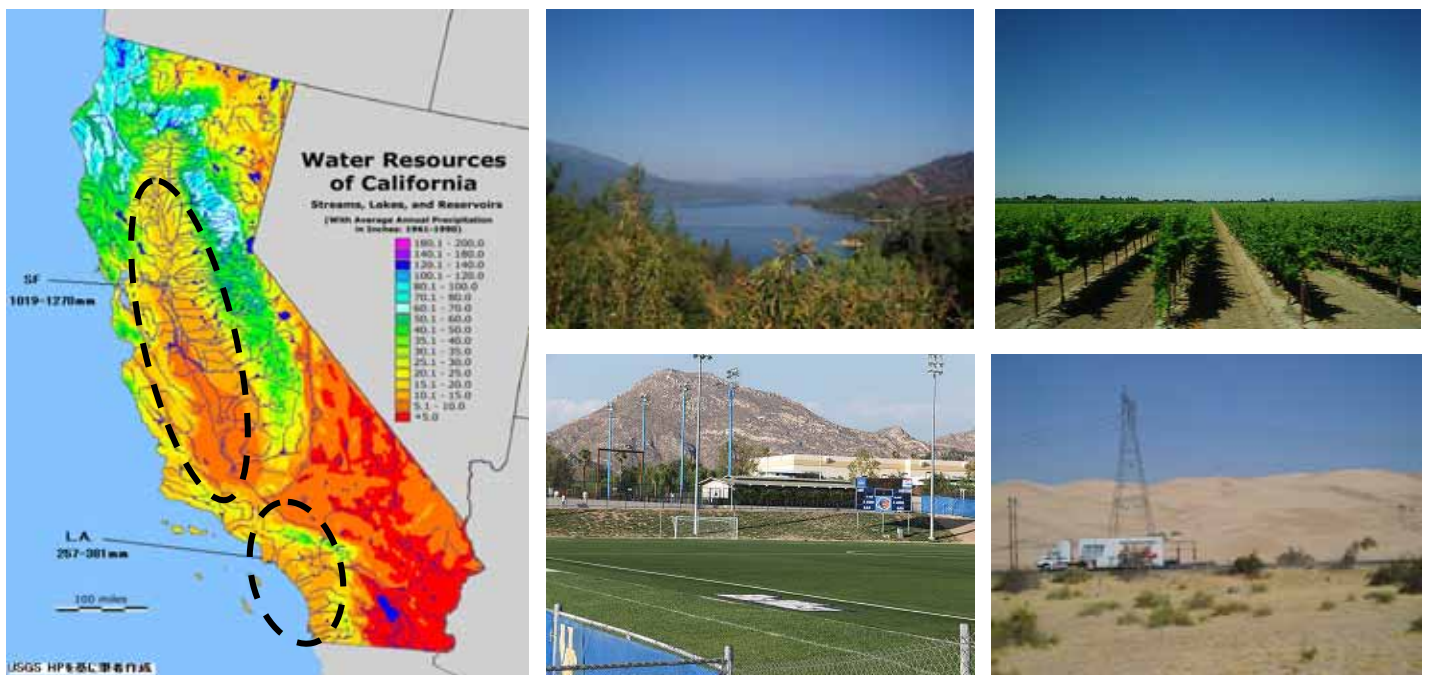 Water Resources
of California
Streams, Lakes, and Reservoirs
(With Average Annual Precipitation
in Inches: 1961-1990)
180.1 - 200.0
140.1 - 180.0
120.1 - 140.0
100.1 - 120.0
80.1 - 100.0
70.1 - 80.0
60.1 - 70.0
50.1 - 60.0
40.1 - 50.0
35.1 - 40.0
30.1 - 35.0
25.1 - 30.0
20.1 - 25.0
15.1 - 20.0
10.1 - 15.0
5.1 - 10.0
<5.0
SF
1019-1270mm
L.A.
257-381mm
100 miles
USGS HPを基に筆者作成